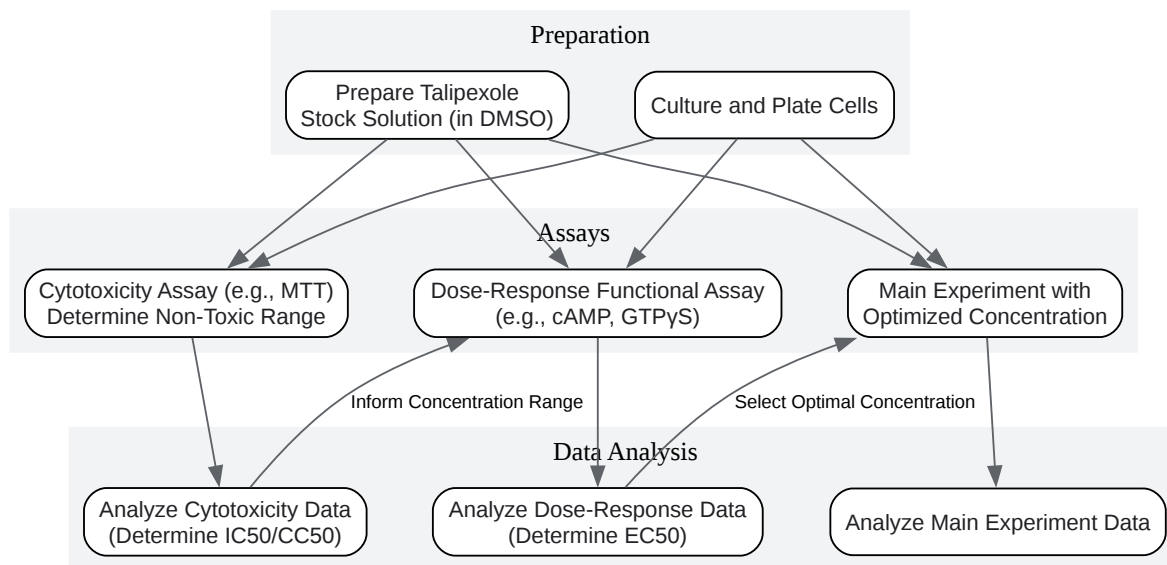 Preparation
Prepare Talipexole
Stock Solution (in DMSO)
Culture and Plate Cells
Assays
Cytotoxicity Assay (e.g., MTT)
Determine Non-Toxic Range
Dose-Response Functional Assay
(e.g., cAMP, GTPγS)
Main Experiment with
Optimized Concentration
Inform Concentration Range
Select Optimal Concentration
Data Analysis
Analyze Cytotoxicity Data
(Determine IC50/CC50)
Analyze Dose-Response Data
(Determine EC50)
Analyze Main Experiment Data